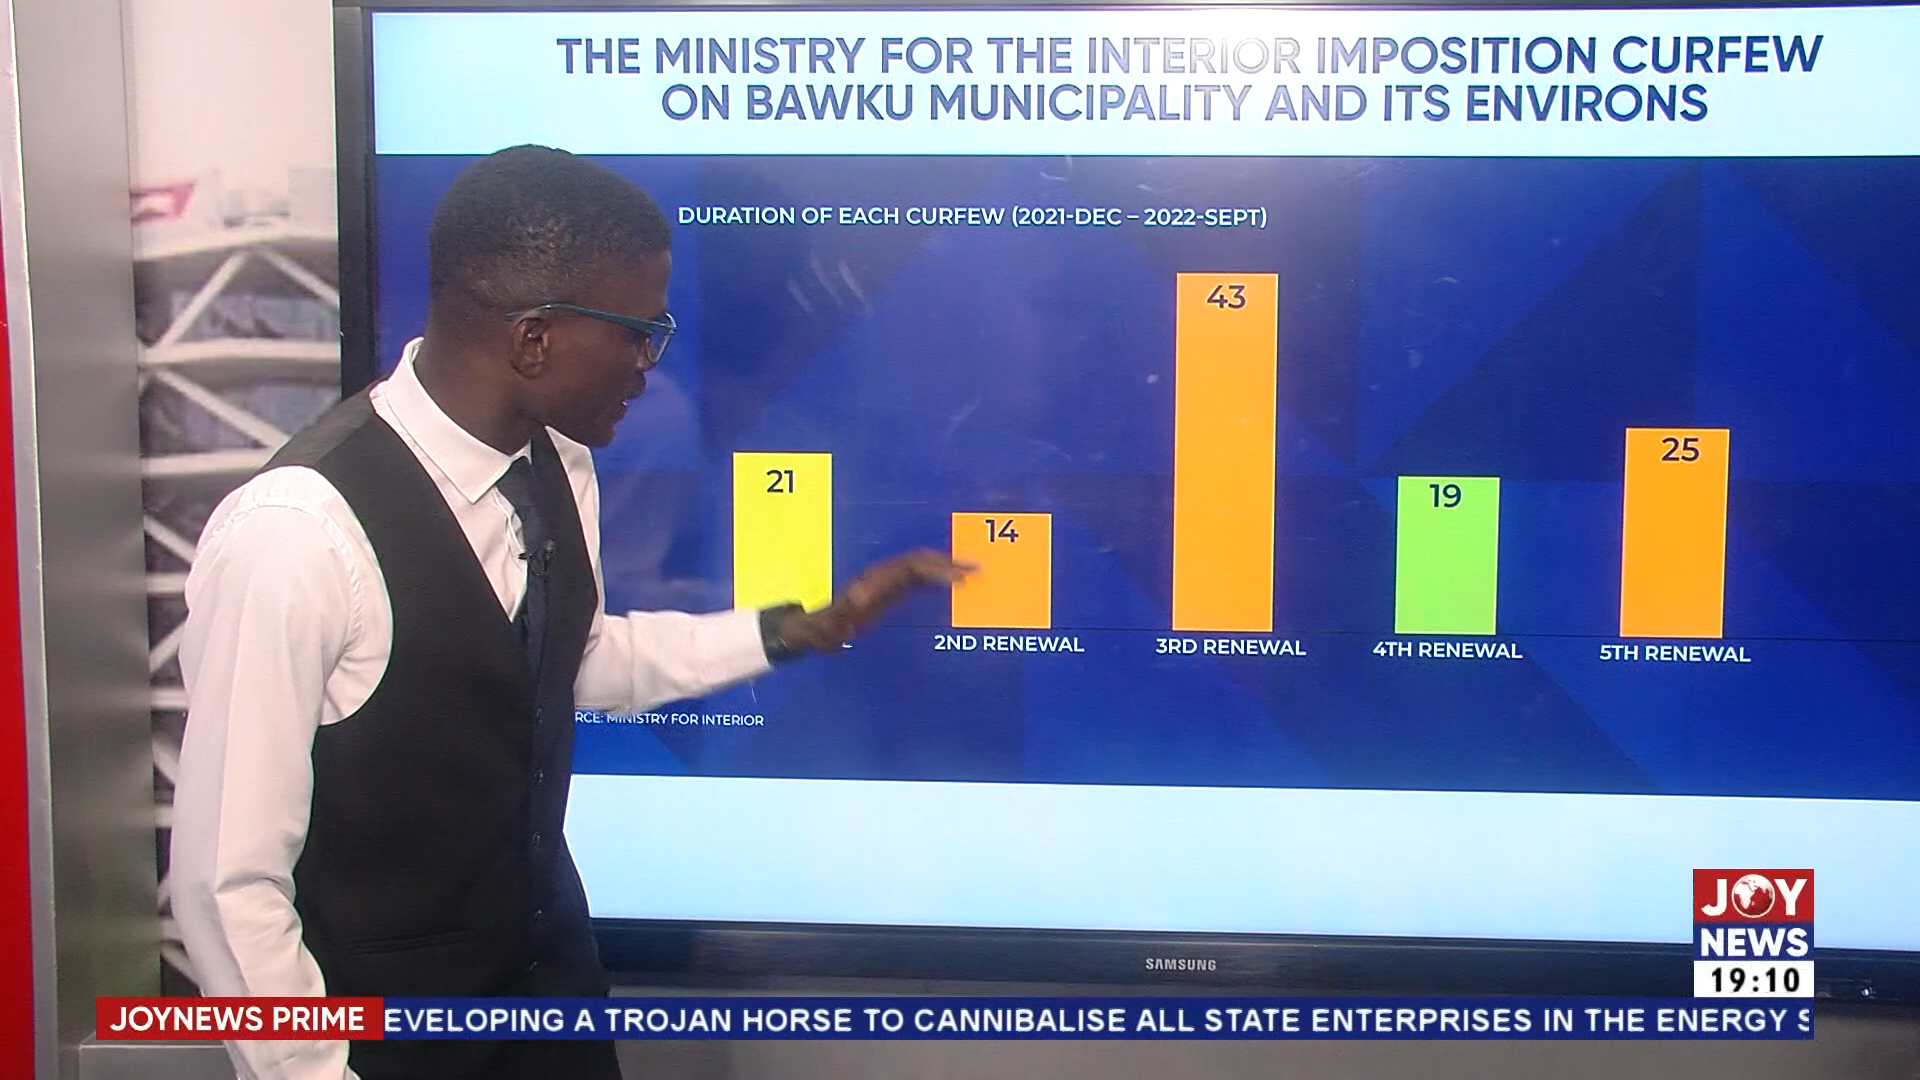 THE MINISTRY FOR THE INTERIOR IMPOSITION CURFEW
ON BAWKU MUNICIPALITY AND ITS ENVIRONS
DURATION OF EACH CURFEW (2021-DEC – 2022-SEPT)
21
14
43
19
25
2ND RENEWAL
3RD RENEWAL
4TH RENEWAL
5TH RENEWAL
RCE: MINISTRY FOR INTERIOR
SAMSUNG
JOY
NEWS
19:10
JOYNEWS PRIME
EVELOPING A TROJAN HORSE TO CANNIBALISE ALL STATE ENTERPRISES IN THE ENERGY S